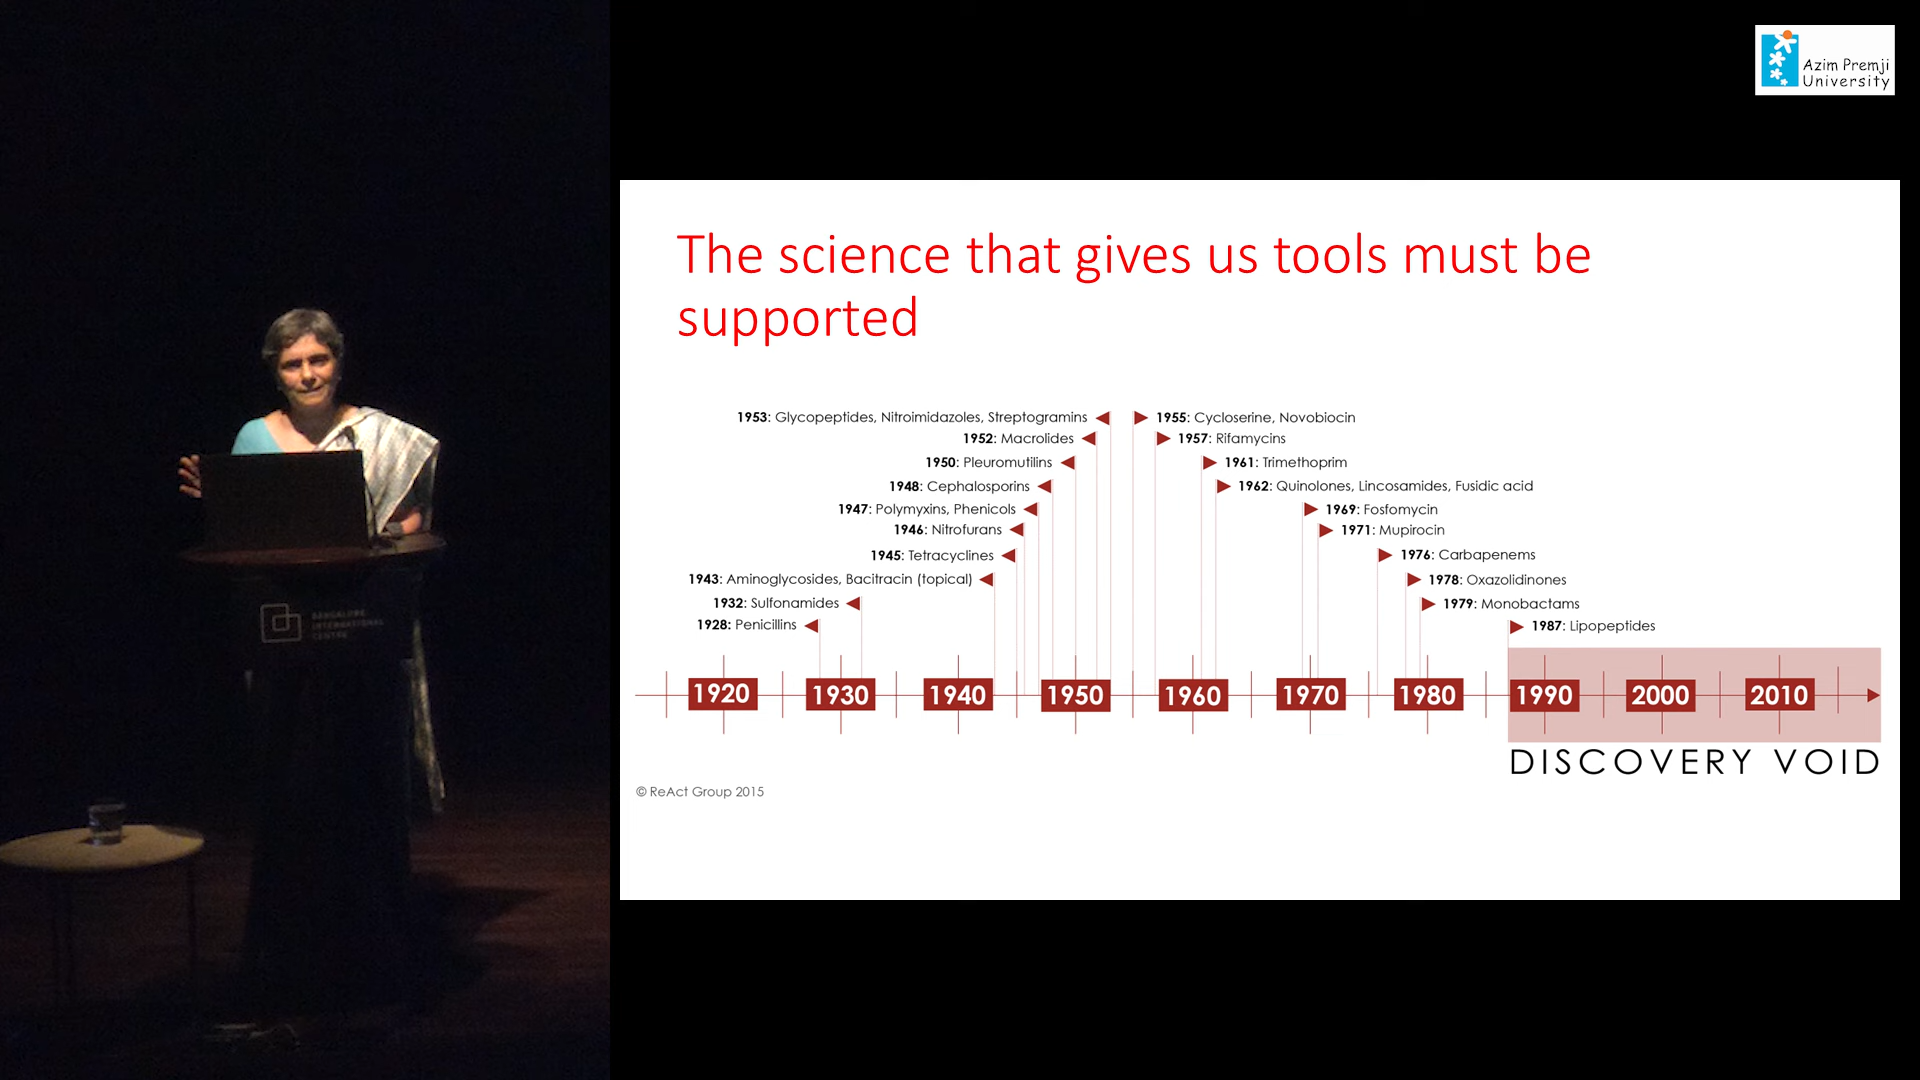 Azim Premji
University
The science that gives us tools must be
supported
1953: Glycopeptides, Nitroimidazoles, Streptogramins
1952: Macrolides
1950: Pleuromutilins
1948: Cephalosporins
1947: Polymyxins, Phenicols
1946: Nitrofurans
1945: Tetracyclines
1943: Aminoglycosides, Bacitracin (topical)
1932: Sulfonamides
1928: Penicillins
1955: Cycloserine, Novobiocin
1957: Rifamycins
1961: Trimethoprim
1962: Quinolones, Lincosamides, Fusidic acid
1969: Fosfomycin
1971: Mupirocin
1976: Carbapenems
1978: Oxazolidinones
1979: Monobactams
1987: Lipopeptides
1920 1930 1940 1950 1960 1970 1980 1990 2000 2010
DISCOVERY VOID
© ReAct Group 2015
BANGALORE
INTERNATIONAL
CENTRE